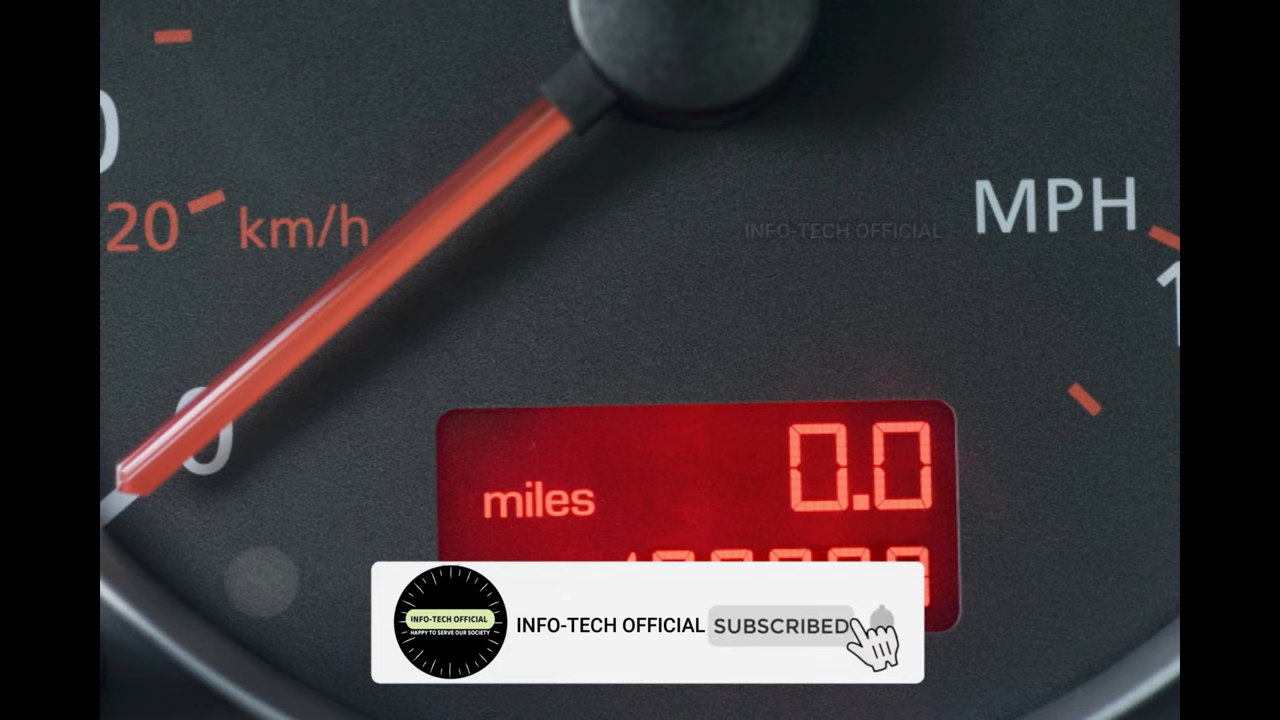 20 km/h
MPH
INFO-TECH OFFICIAL
0
0.0
miles
INFO-TECH OFFICIAL
HAPPY TO SERVE OUR SOCIETY
INFO-TECH OFFICIAL
SUBSCRIBED